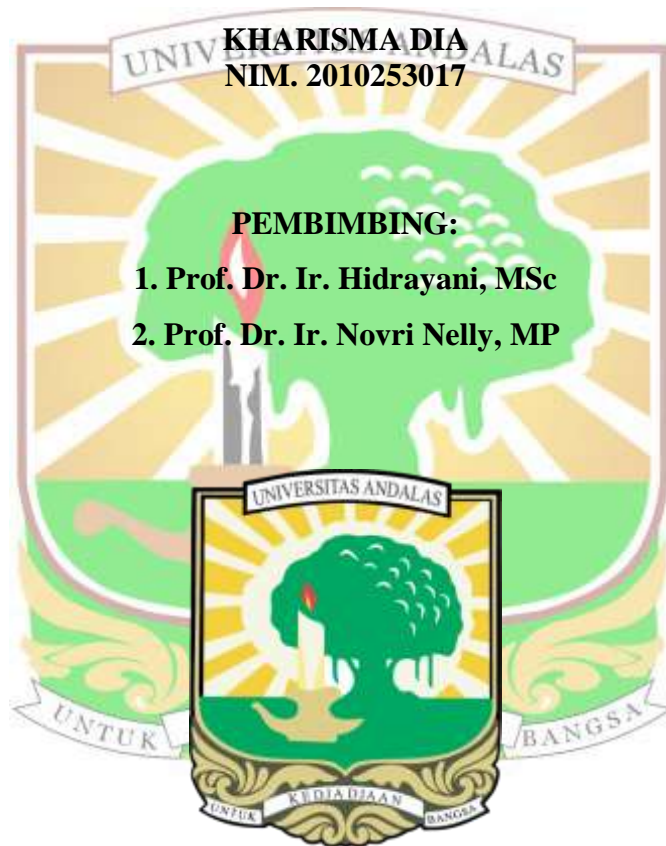 UNIVERSITAS ANDALAS
KHARISMA DIA
NIM. 2010253017
PEMBIMBING:
1. Prof. Dr. Ir. Hidrayani, MSc
2. Prof. Dr. Ir. Novri Nelly, MP
UNIVERSITAS ANDALAS
UNTUK BANGSA
UNTUK KEDJADJAAN BANGSA